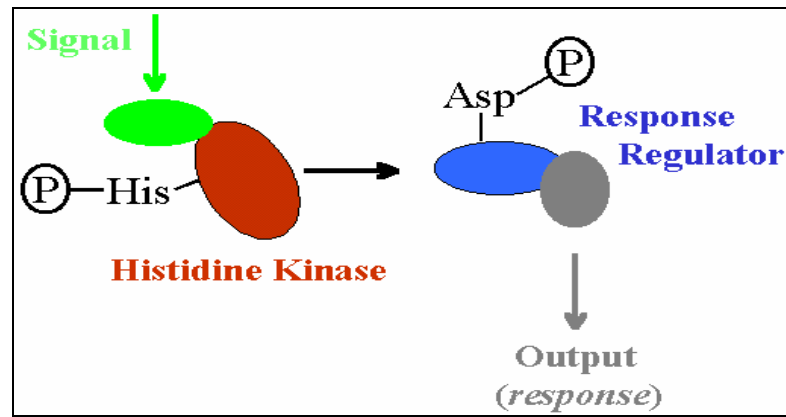 Signal
P
His
Histidine Kinase
P
Asp
Response
Regulator
Output
(response)